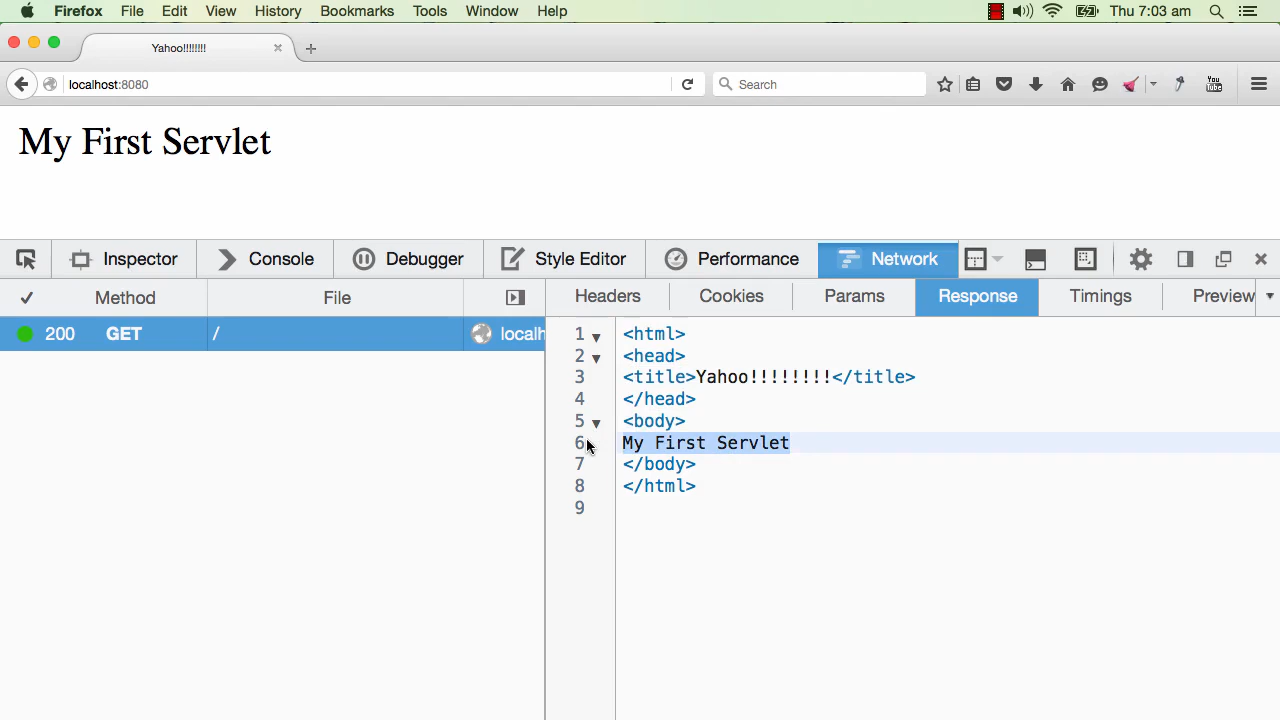 Firefox File Edit View History Bookmarks Tools Window Help Thu 7:03 am
Yahoo!!!!!!!!
localhost:8080 Search You Tube
My First Servlet
Inspector Console Debugger Style Editor Performance Network
✓ Method File Headers Cookies Params Response Timings Preview
200 GET / localh
1 <html>
2 <head>
3 <title>Yahoo!!!!!!!!</title>
4 </head>
5 <body>
6 My First Servlet
7 </body>
8 </html>
9